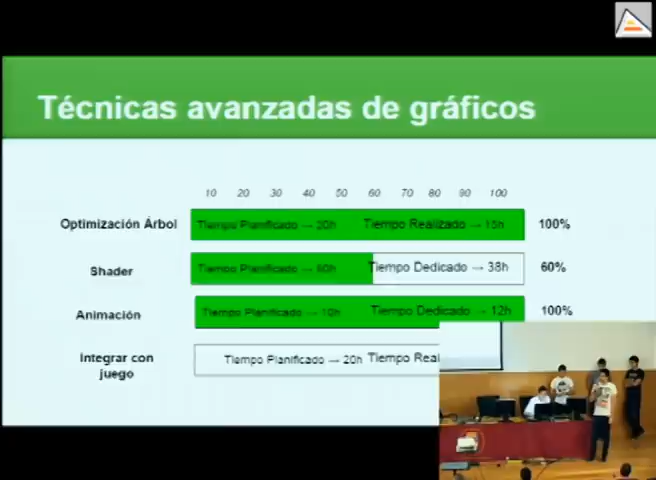 Técnicas avanzadas de gráficos
10 20 30 40 50 60 70 80 90 100
Optimización Árbol Tiempo Planificado → 20h Tiempo Realizado → 15h 100%
Shader Tiempo Planificado → 60h Tiempo Dedicado → 38h 60%
Animación Tiempo Planificado → 10h Tiempo Dedicado → 12h 100%
Integrar con Tiempo Planificado → 20h Tiempo Reali
juego